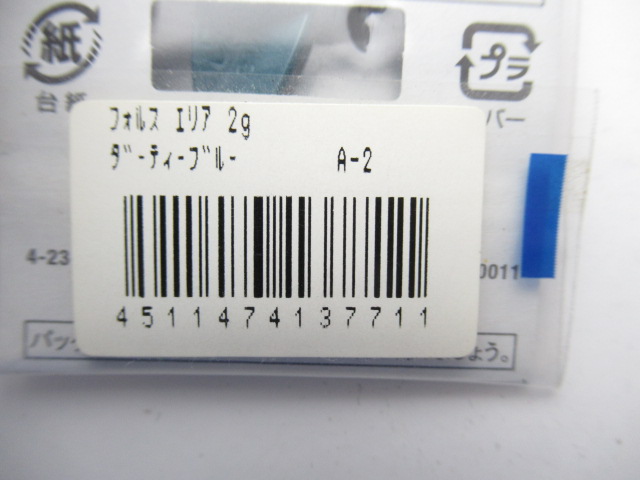 紙
台紙
プラ
バー
フォルス エリア 2g
ダーティーブルー A-2
4-23
0011
4511474137711
パッ
ょう。